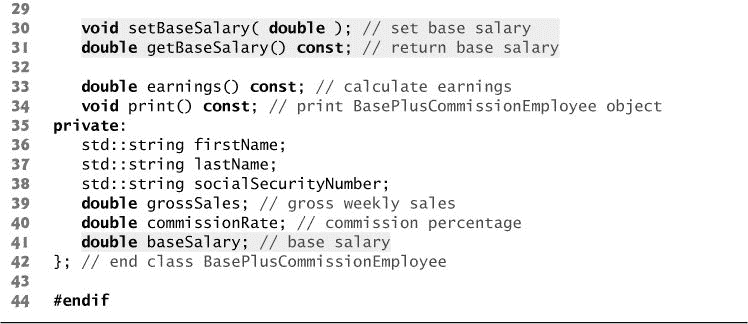 29
30 void setBaseSalary( double ); // set base salary
31 double getBaseSalary() const; // return base salary
32
33 double earnings() const; // calculate earnings
34 void print() const; // print BasePlusCommissionEmployee object
35 private:
36 std::string firstName;
37 std::string lastName;
38 std::string socialSecurityNumber;
39 double grossSales; // gross weekly sales
40 double commissionRate; // commission percentage
41 double baseSalary; // base salary
42 }; // end class BasePlusCommissionEmployee
43
44 #endif